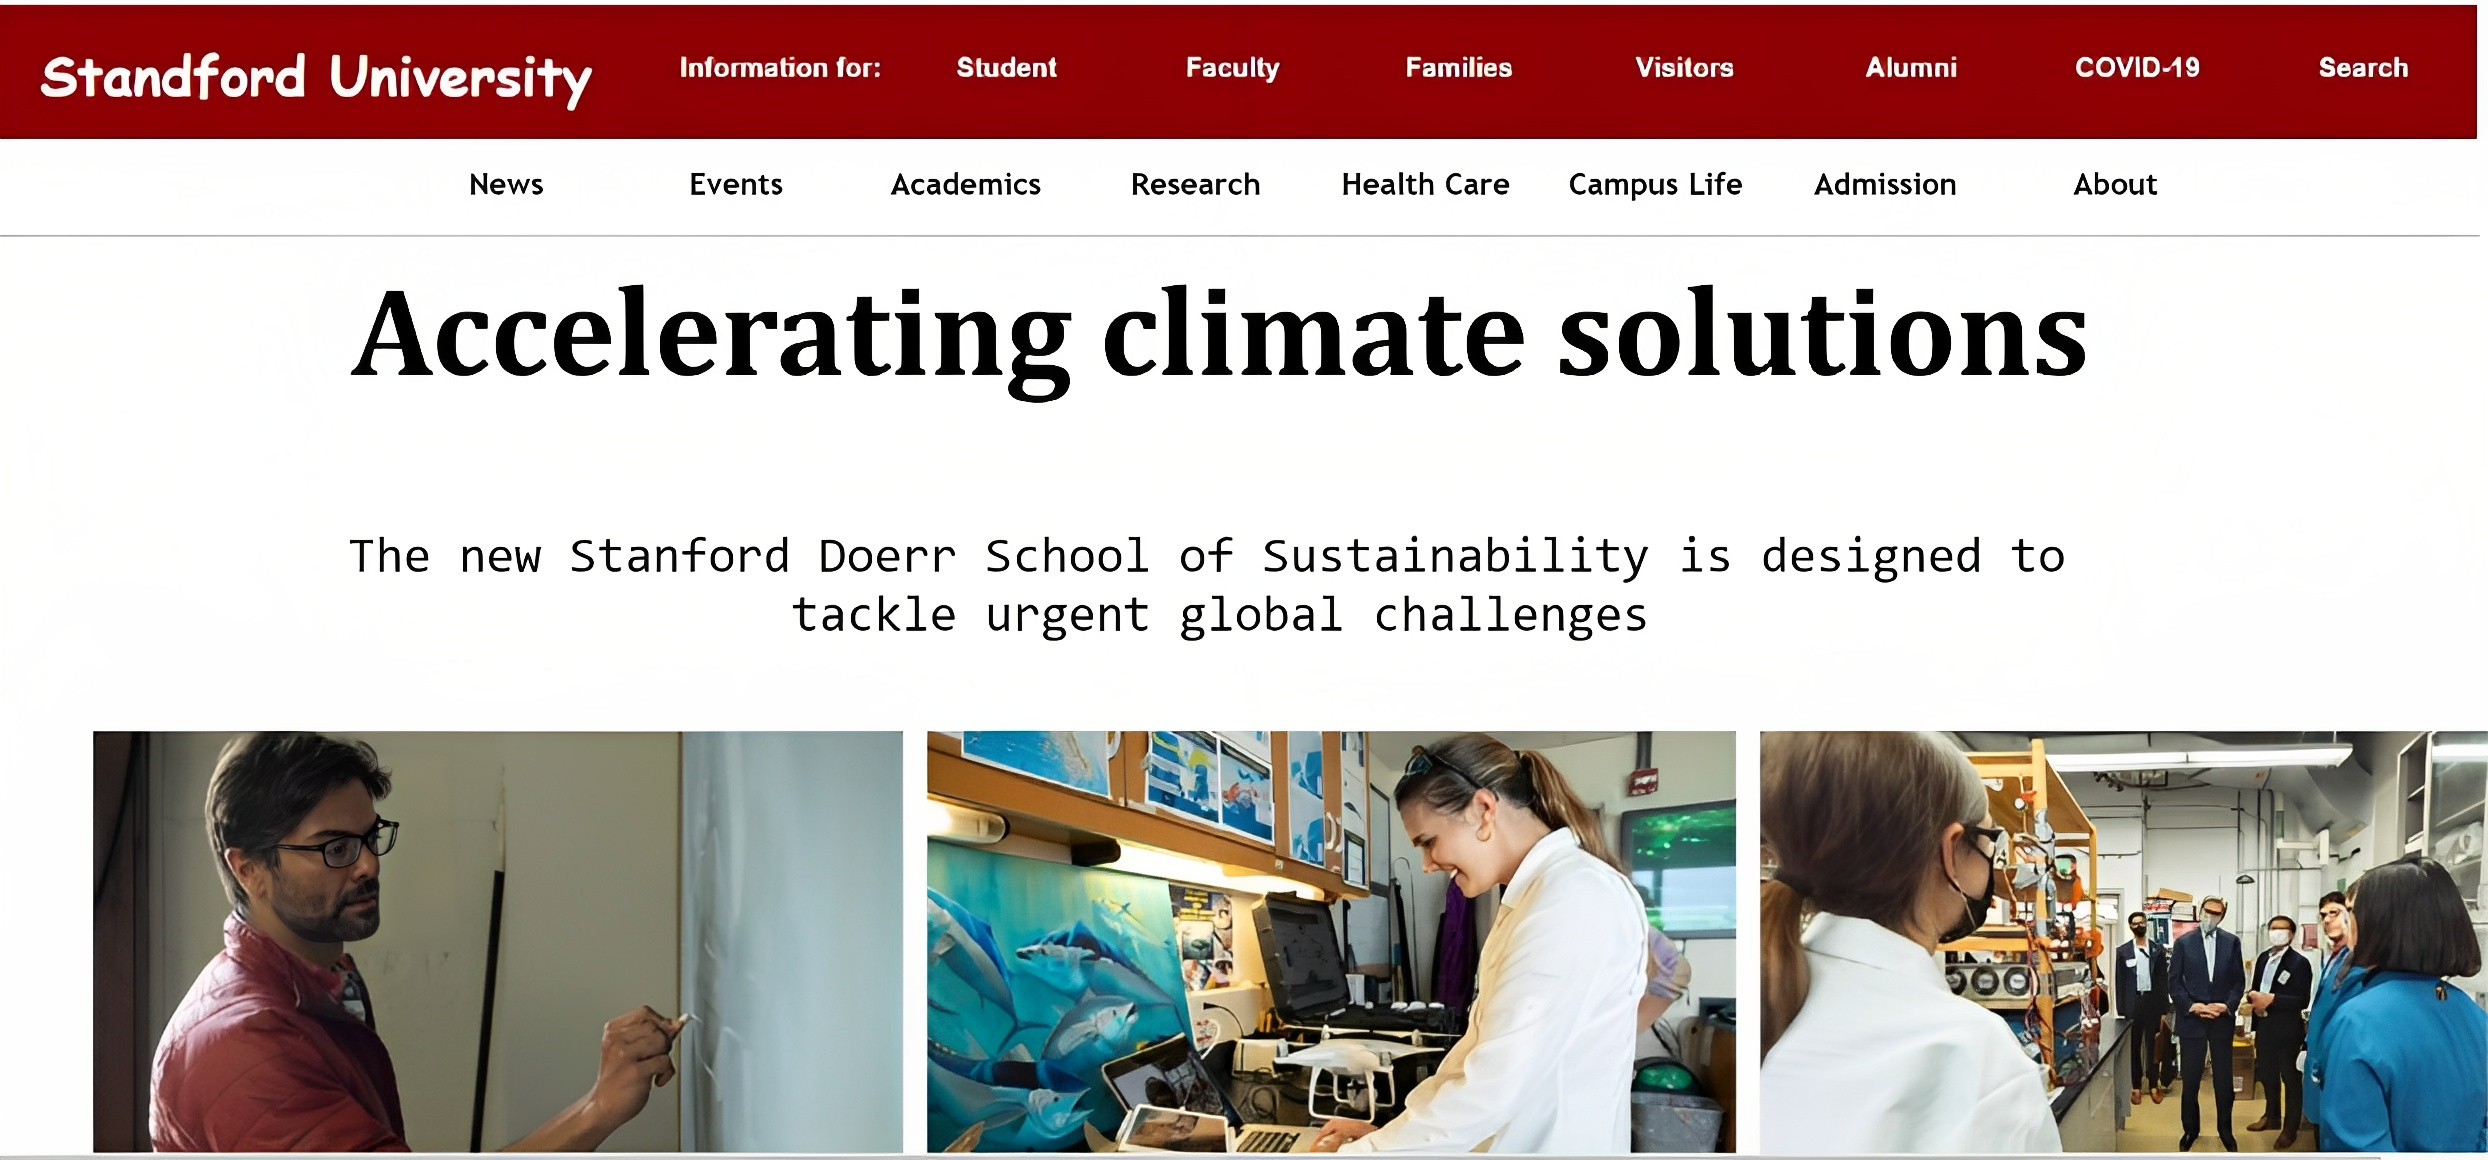 Standford University Information for: Student Faculty Families Visitors Alumni COVID-19 Search
News Events Academics Research Health Care Campus Life Admission About
Accelerating climate solutions
The new Stanford Doerr School of Sustainability is designed to
tackle urgent global challenges